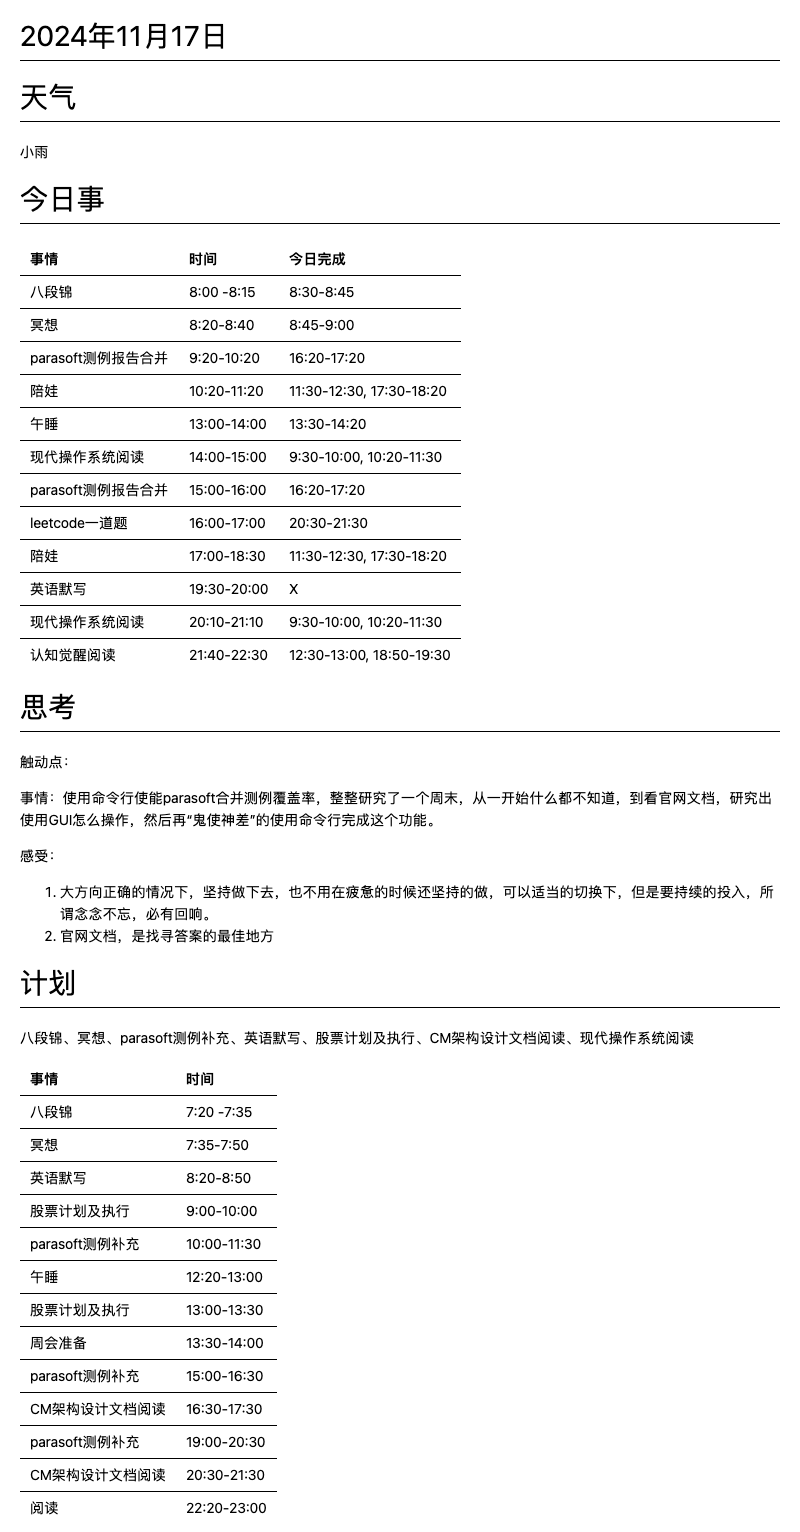 2024年11月17日
天气
小雨
今日事
事情 时间 今日完成
八段锦 8:00 -8:15 8:30-8:45
冥想 8:20-8:40 8:45-9:00
parasoft测例报告合并 9:20-10:20 16:20-17:20
陪娃 10:20-11:20 11:30-12:30, 17:30-18:20
午睡 13:00-14:00 13:30-14:20
现代操作系统阅读 14:00-15:00 9:30-10:00, 10:20-11:30
parasoft测例报告合并 15:00-16:00 16:20-17:20
leetcode一道题 16:00-17:00 20:30-21:30
陪娃 17:00-18:30 11:30-12:30, 17:30-18:20
英语默写 19:30-20:00 X
现代操作系统阅读 20:10-21:10 9:30-10:00, 10:20-11:30
认知觉醒阅读 21:40-22:30 12:30-13:00, 18:50-19:30
思考
触动点：
事情：使用命令行使能parasoft合并测例覆盖率，整整研究了一个周末，从一开始什么都不知道，到看官网文档，研究出
使用GUI怎么操作，然后再“鬼使神差”的使用命令行完成这个功能。
感受：
1. 大方向正确的情况下，坚持做下去，也不用在疲惫的时候还坚持的做，可以适当的切换下，但是要持续的投入，所
谓念念不忘，必有回响。
2. 官网文档，是找寻答案的最佳地方
计划
八段锦、冥想、parasoft测例补充、英语默写、股票计划及执行、CM架构设计文档阅读、现代操作系统阅读
事情 时间
八段锦 7:20 -7:35
冥想 7:35-7:50
英语默写 8:20-8:50
股票计划及执行 9:00-10:00
parasoft测例补充 10:00-11:30
午睡 12:20-13:00
股票计划及执行 13:00-13:30
周会准备 13:30-14:00
parasoft测例补充 15:00-16:30
CM架构设计文档阅读 16:30-17:30
parasoft测例补充 19:00-20:30
CM架构设计文档阅读 20:30-21:30
阅读 22:20-23:00